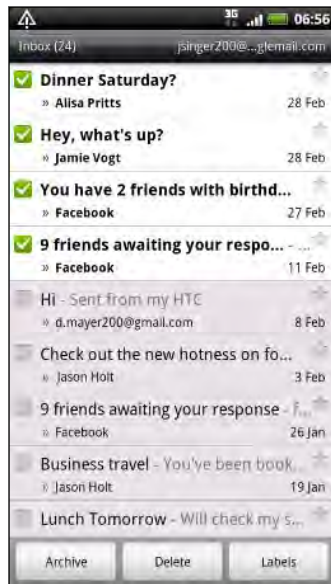 3G 06:56
Inbox (24) jsinger200@...glemail.com
Dinner Saturday?
» Alisa Pritts 28 Feb
Hey, what's up?
» Jamie Vogt 28 Feb
You have 2 friends with birthd...
» Facebook 27 Feb
9 friends awaiting your respo... - ...
» Facebook 11 Feb
Hi - Sent from my HTC
» d.mayer200@gmail.com 8 Feb
Check out the new hotness on fo...
» Jason Holt 3 Feb
9 friends awaiting your response - f...
» Facebook 26 Jan
Business travel - You've been book...
» Jason Holt 19 Jan
Lunch Tomorrow - Will check my s...
Archive Delete Labels